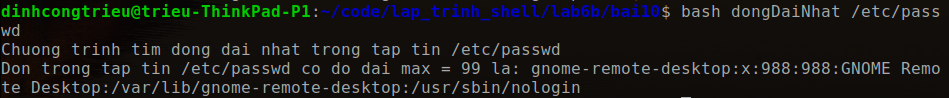 dinhcongtrieu@trieu-ThinkPad-P1:~/code/lap_trinh_shell/lab6b/bai10$ bash dongDaiNhat /etc/pass
wd
Chuong trinh tim dong dai nhat trong tap tin /etc/passwd
Don trong tap tin /etc/passwd co do dai max = 99 la: gnome-remote-desktop:x:988:988:GNOME Remo
te Desktop:/var/lib/gnome-remote-desktop:/usr/sbin/nologin